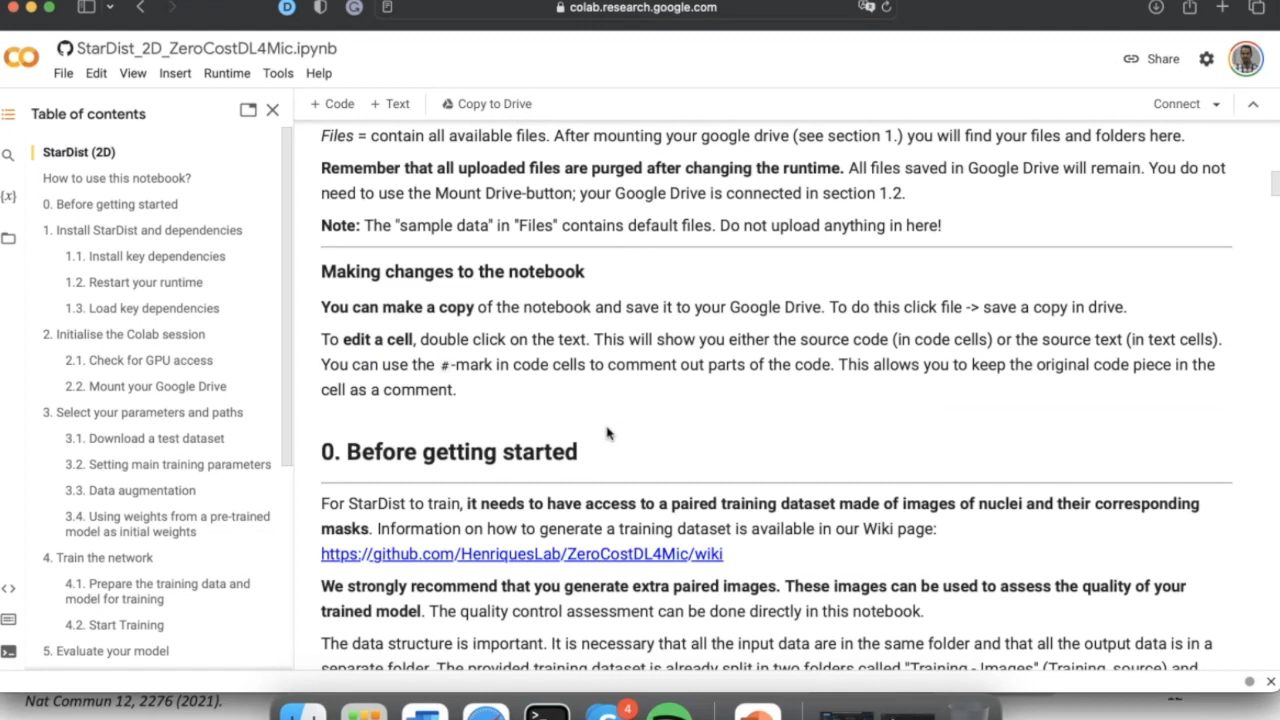 colab.research.google.com
StarDist_2D_ZeroCostDL4Mic.ipynb
File Edit View Insert Runtime Tools Help
Share
Table of contents
+ Code + Text
Copy to Drive
Connect
StarDist (2D)
How to use this notebook?
0. Before getting started
1. Install StarDist and dependencies
1.1. Install key dependencies
1.2. Restart your runtime
1.3. Load key dependencies
2. Initialise the Colab session
2.1. Check for GPU access
2.2. Mount your Google Drive
3. Select your parameters and paths
3.1. Download a test dataset
3.2. Setting main training parameters
3.3. Data augmentation
3.4. Using weights from a pre-trained
model as initial weights
4. Train the network
4.1. Prepare the training data and
model for training
4.2. Start Training
5. Evaluate your model
Files = contain all available files. After mounting your google drive (see section 1.) you will find your files and folders here.
Remember that all uploaded files are purged after changing the runtime. All files saved in Google Drive will remain. You do not
need to use the Mount Drive-button; your Google Drive is connected in section 1.2.
Note: The "sample data" in "Files" contains default files. Do not upload anything in here!
Making changes to the notebook
You can make a copy of the notebook and save it to your Google Drive. To do this click file -> save a copy in drive.
To edit a cell, double click on the text. This will show you either the source code (in code cells) or the source text (in text cells).
You can use the #-mark in code cells to comment out parts of the code. This allows you to keep the original code piece in the
cell as a comment.
0. Before getting started
For StarDist to train, it needs to have access to a paired training dataset made of images of nuclei and their corresponding
masks. Information on how to generate a training dataset is available in our Wiki page:
https://github.com/HenriquesLab/ZeroCostDL4Mic/wiki
We strongly recommend that you generate extra paired images. These images can be used to assess the quality of your
trained model. The quality control assessment can be done directly in this notebook.
The data structure is important. It is necessary that all the input data are in the same folder and that all the output data is in a
separate folder. The provided training dataset is already split in two folders called "Training - Images" (Training_source) and
Nat Commun 12, 2276 (2021).
4